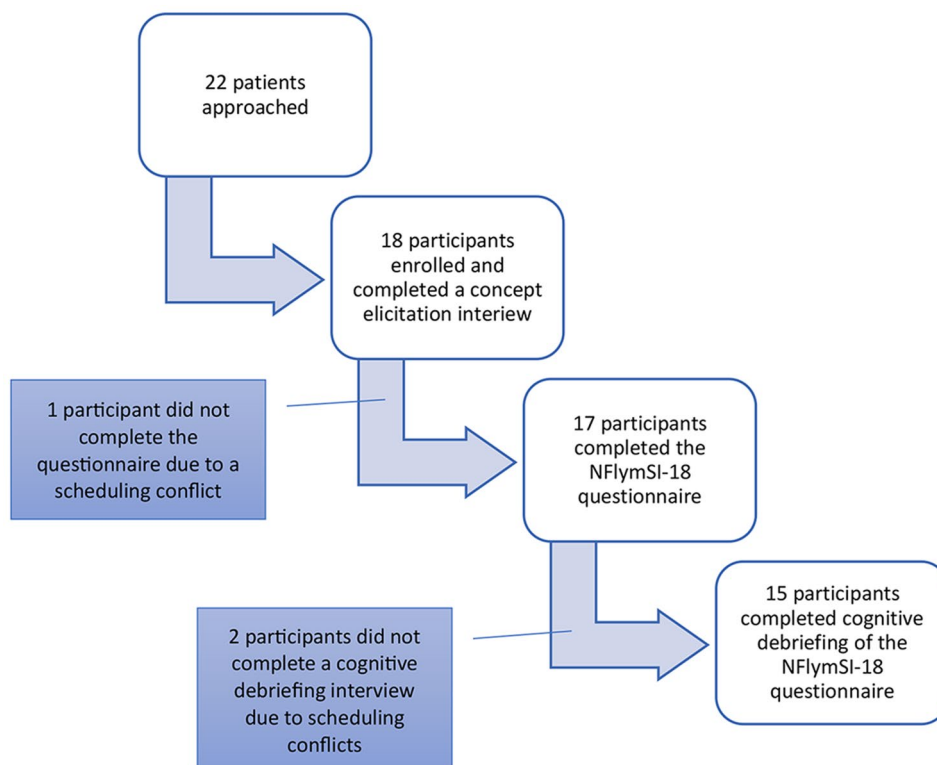 22 patients
approached
18 participants
enrolled and
completed a concept
elicitation interiew
1 participant did not
complete the
questionnaire due to a
scheduling conflict
17 participants
completed the
NFlymSI-18
questionnaire
2 participants did not
complete a cognitive
debriefing interview
due to scheduling
conflicts
15 participants
completed cognitive
debriefing of the
NFlymSI-18
questionnaire